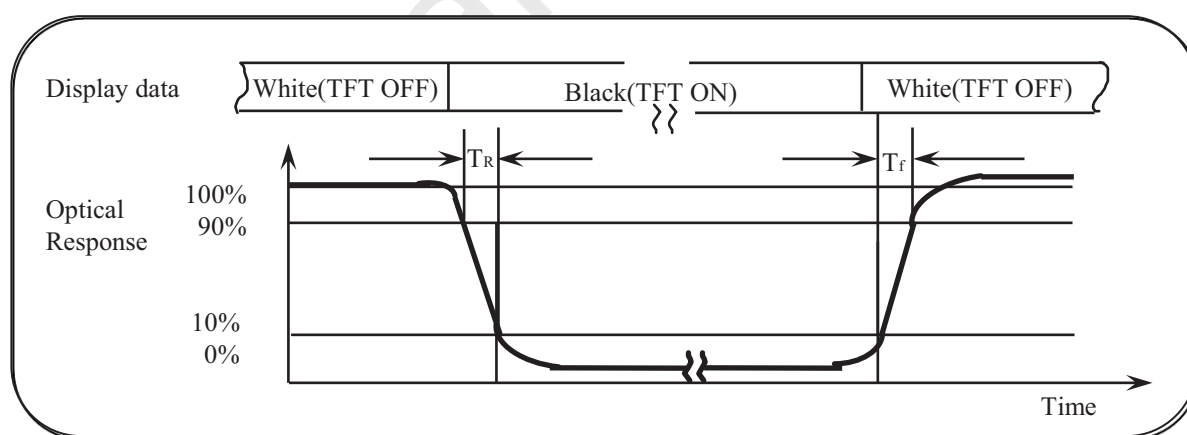 Display data
White(TFT OFF)
Black(TFT ON)
White(TFT OFF)
TR
Tf
100%
Optical
Response
90%
10%
0%
Time